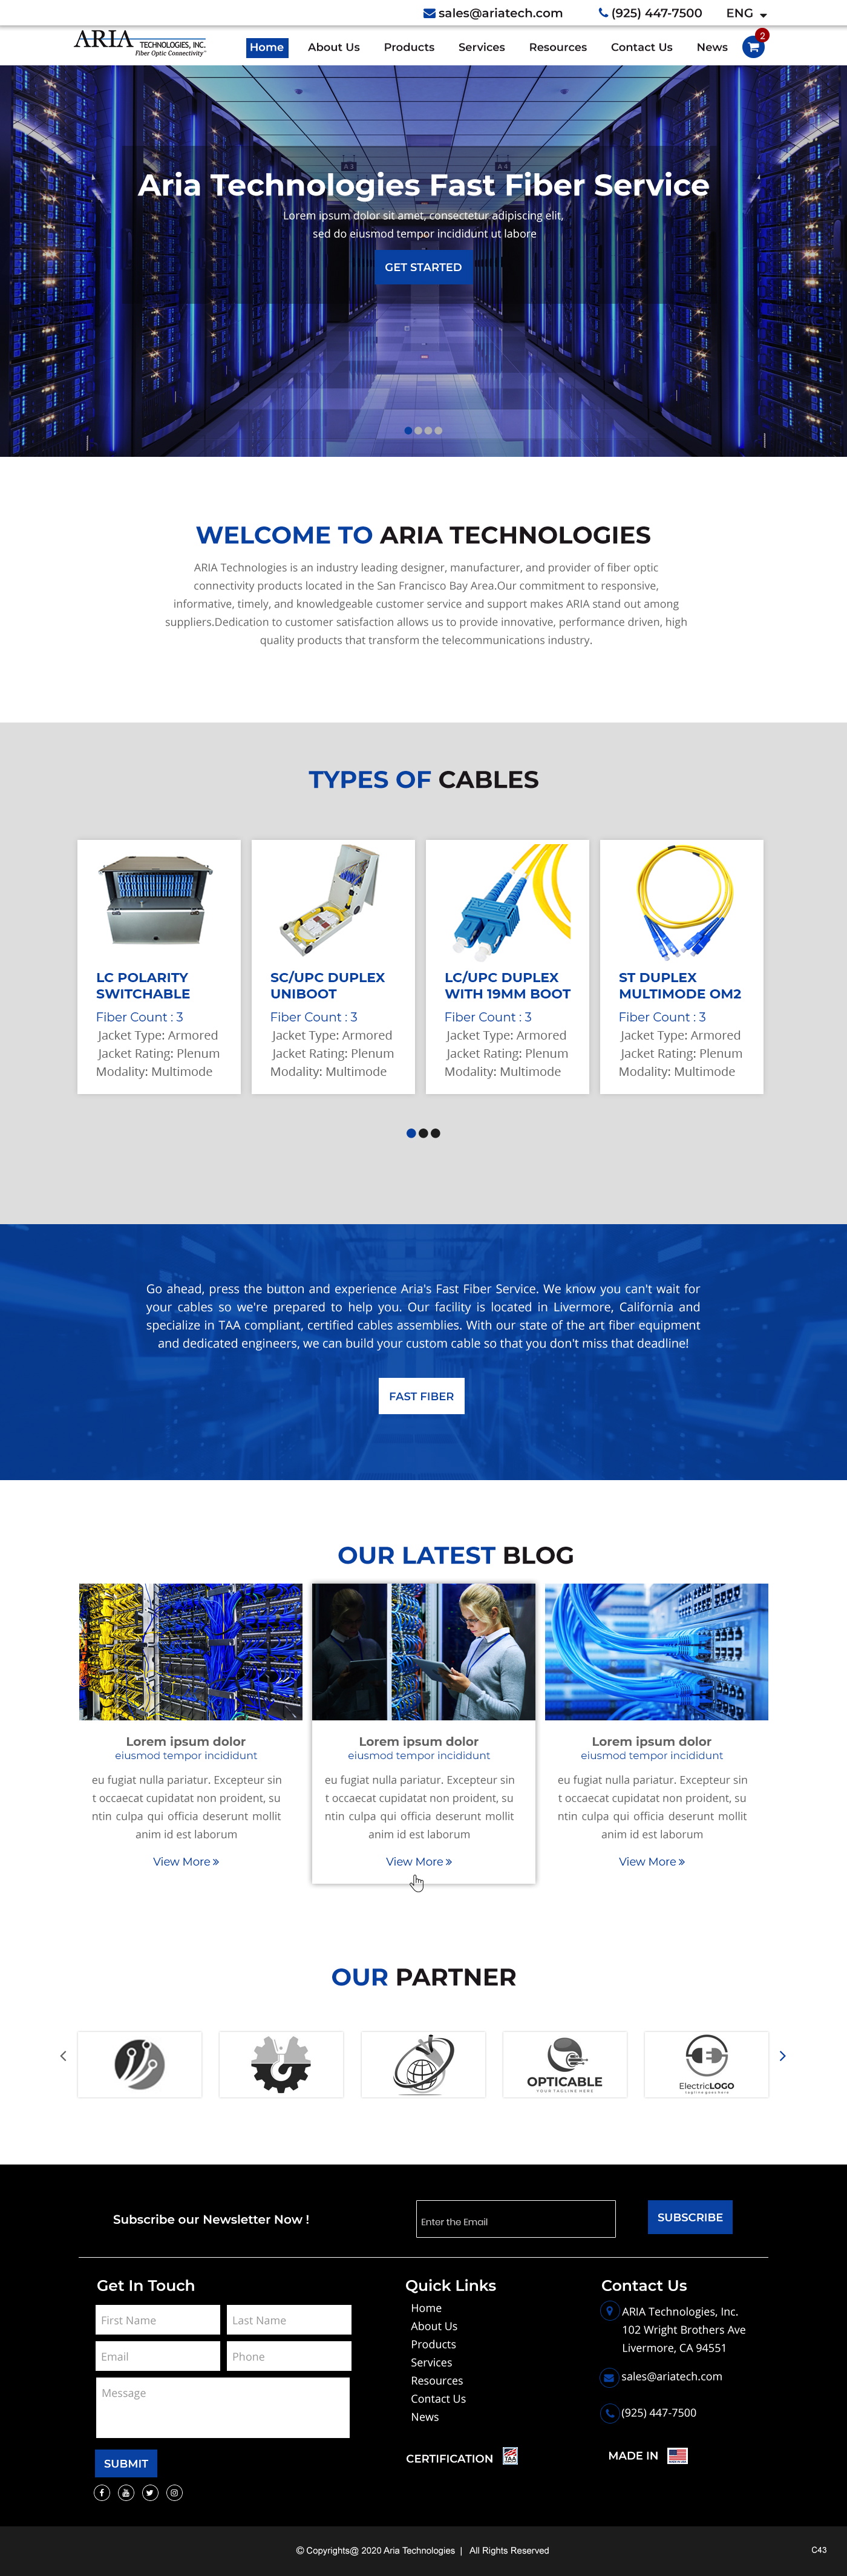 sales@ariatech.com (925) 447-7500 ENG
ARIA TECHNOLOGIES, INC.
Fiber Optic Connectivity
Home About Us Products Services Resources Contact Us News 2
A3 A4
Aria Technologies Fast Fiber Service
Lorem ipsum dolor sit amet, consectetur adipiscing elit,
sed do eiusmod tempor incididunt ut labore
GET STARTED
WELCOME TO ARIA TECHNOLOGIES
ARIA Technologies is an industry leading designer, manufacturer, and provider of fiber optic
connectivity products located in the San Francisco Bay Area.Our commitment to responsive,
informative, timely, and knowledgeable customer service and support makes ARIA stand out among
suppliers.Dedication to customer satisfaction allows us to provide innovative, performance driven, high
quality products that transform the telecommunications industry.
TYPES OF CABLES
LC POLARITY
SWITCHABLE
Fiber Count : 3
Jacket Type: Armored
Jacket Rating: Plenum
Modality: Multimode
SC/UPC DUPLEX
UNIBOOT
Fiber Count : 3
Jacket Type: Armored
Jacket Rating: Plenum
Modality: Multimode
LC/UPC DUPLEX
WITH 19MM BOOT
Fiber Count : 3
Jacket Type: Armored
Jacket Rating: Plenum
Modality: Multimode
ST DUPLEX
MULTIMODE OM2
Fiber Count : 3
Jacket Type: Armored
Jacket Rating: Plenum
Modality: Multimode
Go ahead, press the button and experience Aria's Fast Fiber Service. We know you can't wait for
your cables so we're prepared to help you. Our facility is located in Livermore, California and
specialize in TAA compliant, certified cables assemblies. With our state of the art fiber equipment
and dedicated engineers, we can build your custom cable so that you don't miss that deadline!
FAST FIBER
OUR LATEST BLOG
Lorem ipsum dolor
eiusmod tempor incididunt
eu fugiat nulla pariatur. Excepteur sin
t occaecat cupidatat non proident, su
ntin culpa qui officia deserunt mollit
anim id est laborum
View More »
Lorem ipsum dolor
eiusmod tempor incididunt
eu fugiat nulla pariatur. Excepteur sin
t occaecat cupidatat non proident, su
ntin culpa qui officia deserunt mollit
anim id est laborum
View More »
Lorem ipsum dolor
eiusmod tempor incididunt
eu fugiat nulla pariatur. Excepteur sin
t occaecat cupidatat non proident, su
ntin culpa qui officia deserunt mollit
anim id est laborum
View More »
OUR PARTNER
OPTICABLE
YOUR TAGLINE HERE
ElectricLOGO
tagline goes here
Subscribe our Newsletter Now !
Enter the Email
SUBSCRIBE
Get In Touch
First Name Last Name
Email Phone
Message
SUBMIT
Quick Links
Home
About Us
Products
Services
Resources
Contact Us
News
CERTIFICATION TAA
Contact Us
ARIA Technologies, Inc.
102 Wright Brothers Ave
Livermore, CA 94551
sales@ariatech.com
(925) 447-7500
MADE IN
© Copyrights@ 2020 Aria Technologies | All Rights Reserved
C43